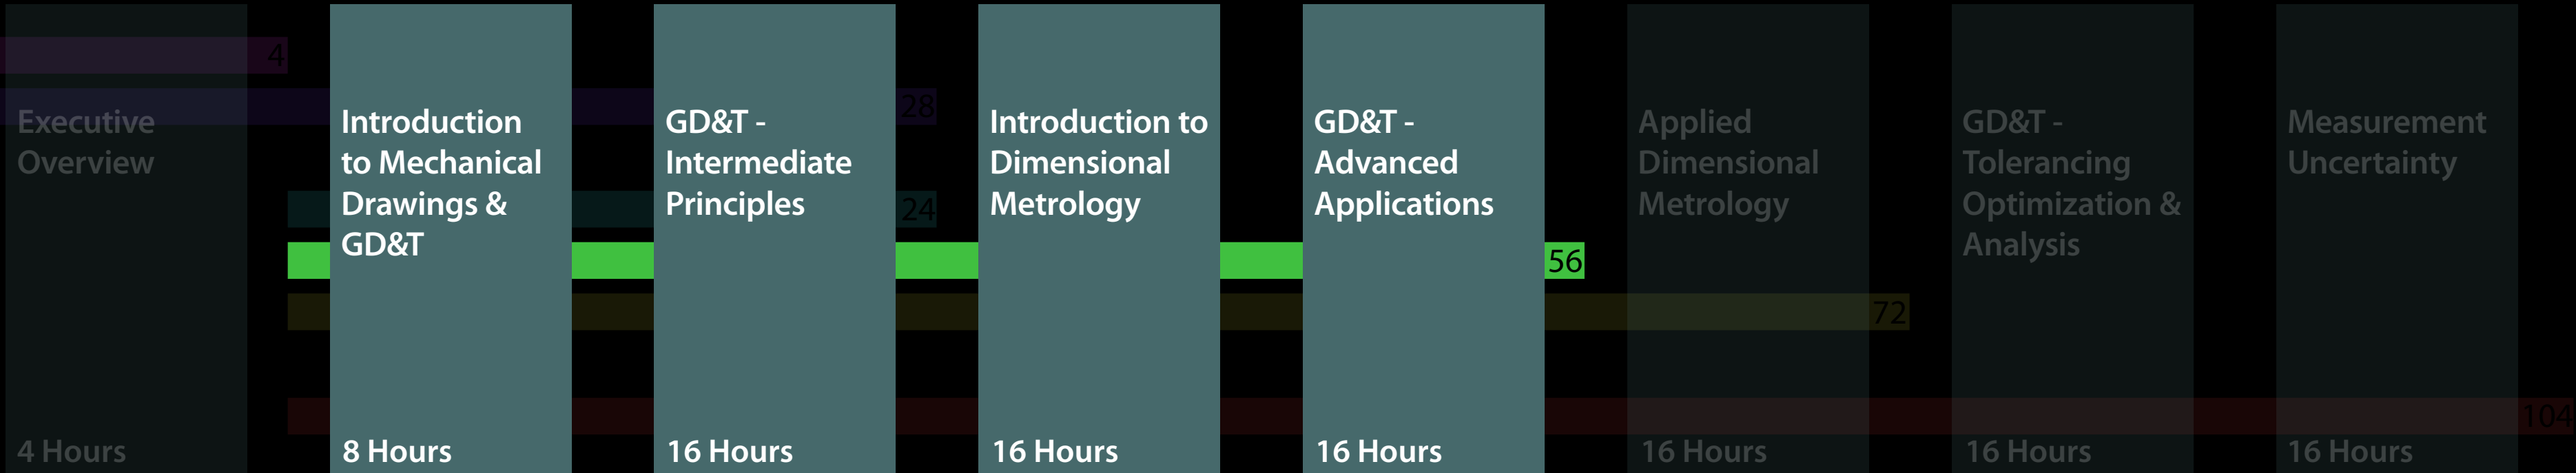 4
28
24
56
72
104
Executive
Overview
4 Hours
Introduction
to Mechanical
Drawings &
GD&T
8 Hours
GD&T -
Intermediate
Principles
16 Hours
Introduction to
Dimensional
Metrology
16 Hours
GD&T -
Advanced
Applications
16 Hours
Applied
Dimensional
Metrology
16 Hours
GD&T -
Tolerancing
Optimization &
Analysis
16 Hours
Measurement
Uncertainty
16 Hours